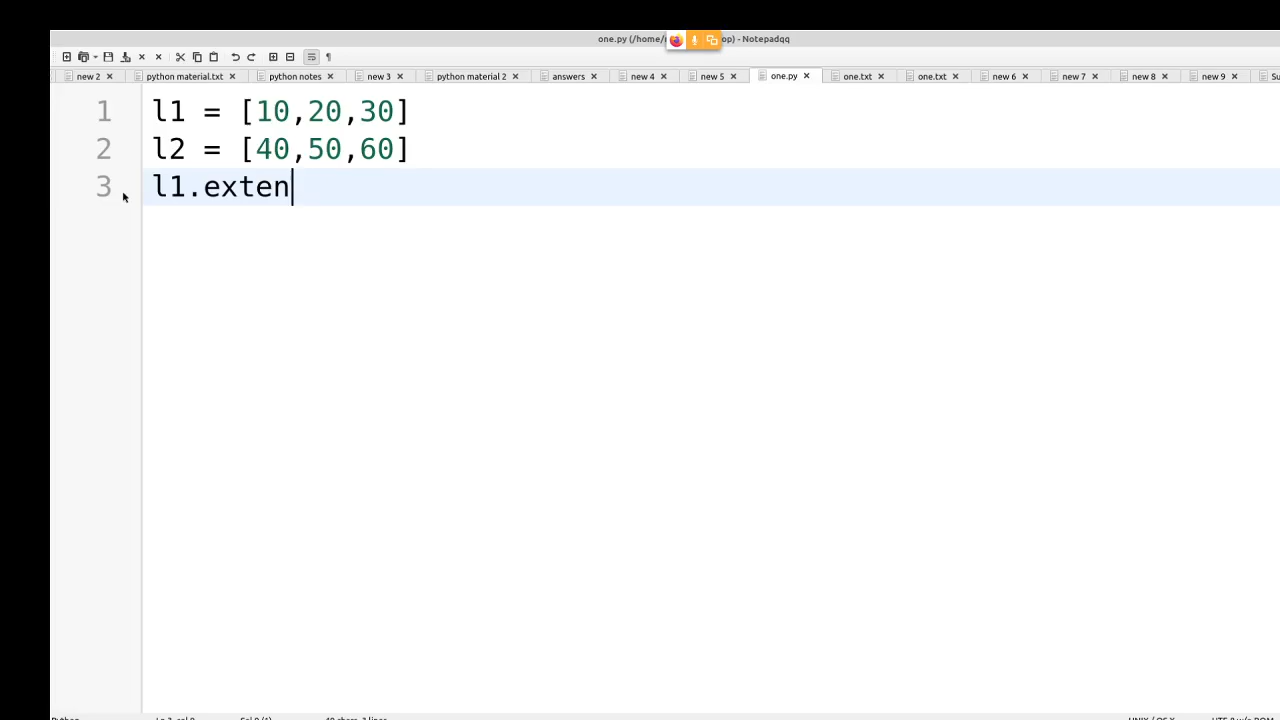 one.py (/home/ op) - Notepadqq
new 2 python material.txt python notes new 3 python material 2 answers new 4 new 5 one.py one.txt one.txt new 6 new 7 new 8 new 9 Su
1 l1 = [10,20,30]
2 l2 = [40,50,60]
3 l1.exten